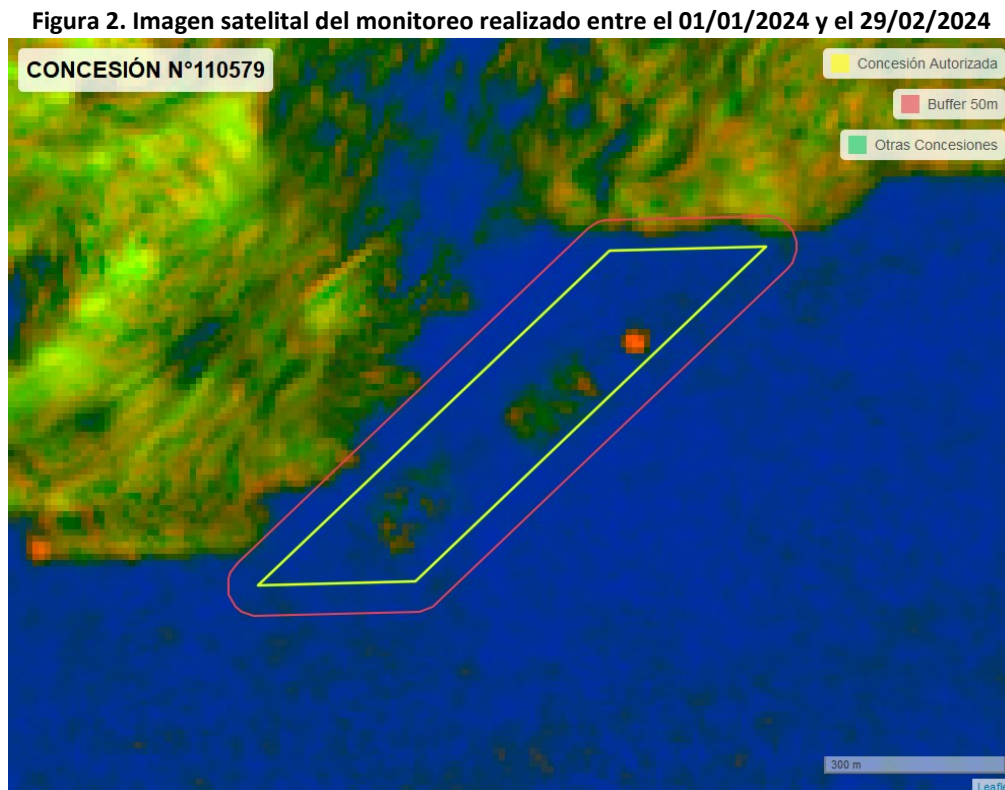 Figura 2. Imagen satelital del monitoreo realizado entre el 01/01/2024 y el 29/02/2024
CONCESIÓN N°110579
Concesión Autorizada
Buffer 50m
Otras Concesiones
300 m